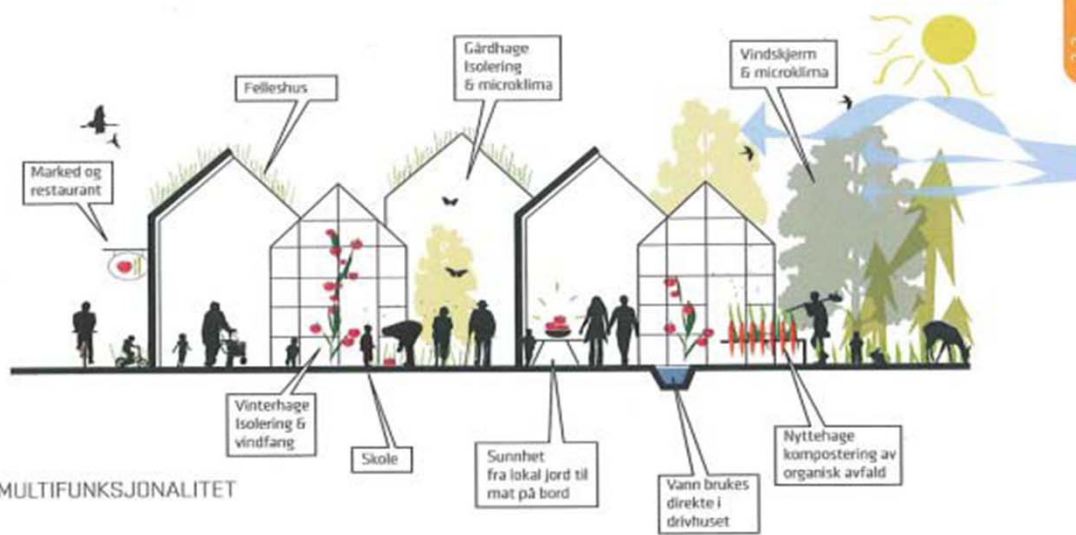 Felleshus
Gårdhage
Isolering
& microklima
Vindskjerm
& microklima
Marked og
restaurant
Vinterhage
Isolering &
vindfang
Skole
Sunnhet
fra lokal jord til
mat på bord
Vann brukes
direkte i
drivhuset
Nyttehage
kompostering av
organisk avfald
MULTIFUNKSJONALITET